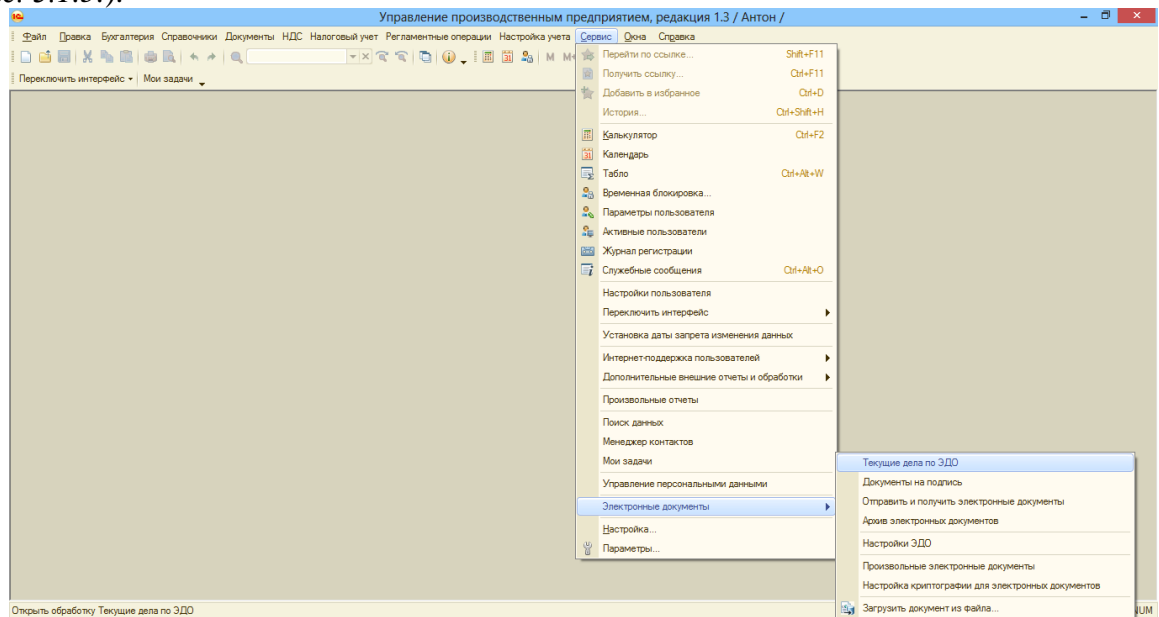 Управление производственным предприятием, редакция 1.3 / Антон /
Файл Правка Бухгалтерия Справочники Документы НДС Налоговый учет Регламентные операции Настройка учета Сервис Окна Справка
M
Переключить интерфейс Мои задачи
Перейти по ссылке... Shift+F11
Получить ссылку... Ctrl+F11
Добавить в избранное Ctrl+D
История... Ctrl+Shift+H
Калькулятор Ctrl+F2
Календарь
Табло Ctrl+Alt+W
Временная блокировка...
Параметры пользователя
Активные пользователи
Журнал регистрации
Служебные сообщения Ctrl+Alt+O
Настройки пользователя
Переключить интерфейс
Установка даты запрета изменения данных
Интернет-поддержка пользователей
Дополнительные внешние отчеты и обработки
Произвольные отчеты
Поиск данных
Менеджер контактов
Мои задачи
Управление персональными данными
Электронные документы
Настройка...
Параметры...
Текущие дела по ЭДО
Документы на подпись
Отправить и получить электронные документы
Архив электронных документов
Настройки ЭДО
Произвольные электронные документы
Настройка криптографии для электронных документов
Загрузить документ из файла...
Открыть обработку Текущие дела по ЭДО